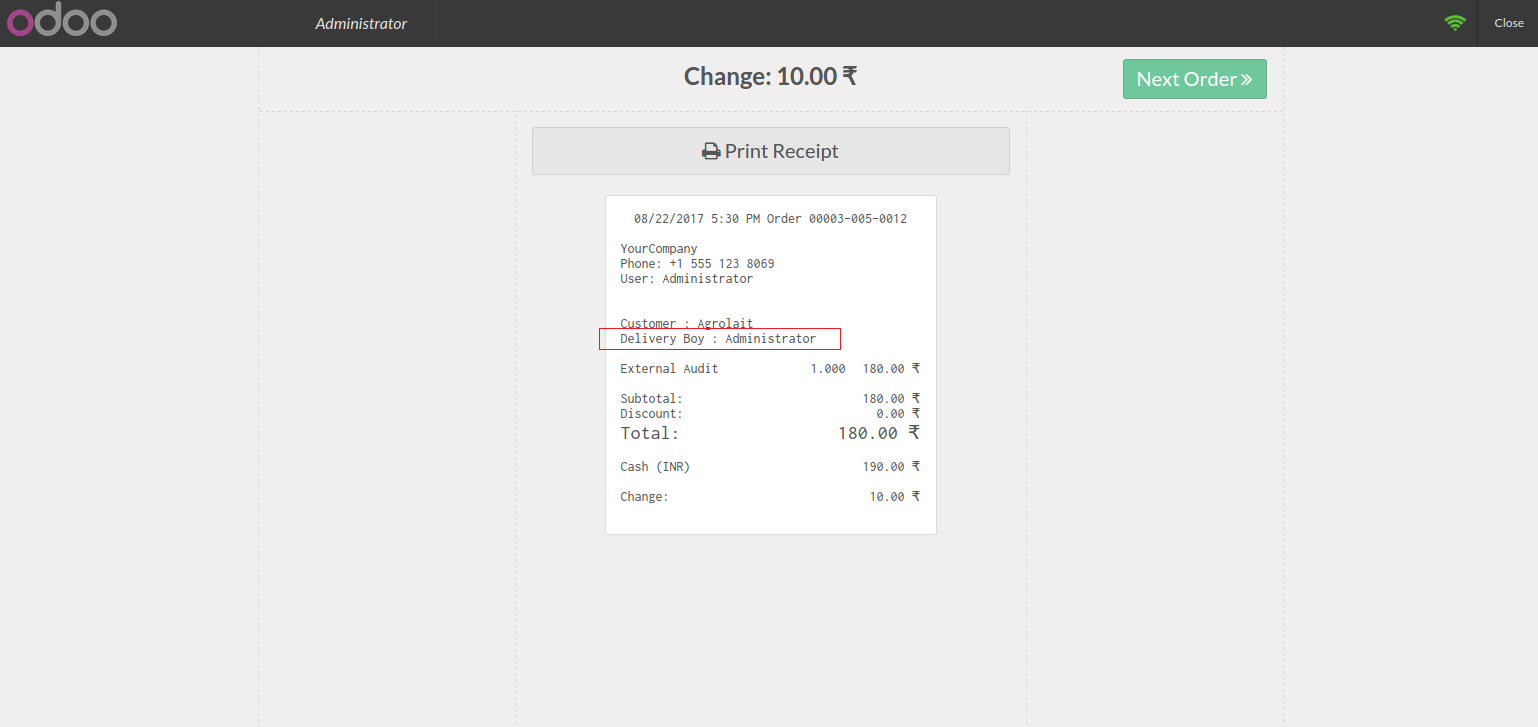 odoo Administrator Close
Change: 10.00 ₹
Next Order »
Print Receipt
08/22/2017 5:30 PM Order 00003-005-0012
YourCompany
Phone: +1 555 123 8069
User: Administrator
Customer : Agrolait
Delivery Boy : Administrator
External Audit 1.000 180.00 ₹
Subtotal: 180.00 ₹
Discount: 0.00 ₹
Total: 180.00 ₹
Cash (INR) 190.00 ₹
Change: 10.00 ₹